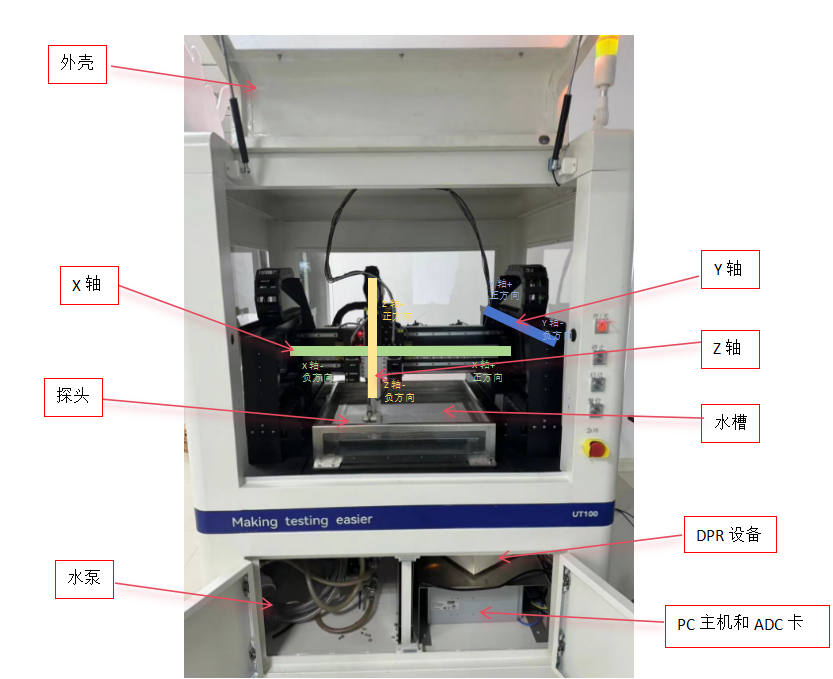 外壳
X 轴
Y 轴
轴+
正方向
Z 轴+
正方向
Y 轴-
负方向
Z 轴
X 轴-
负方向
X 轴+
正方向
Z 轴-
负方向
探头
水槽
急停
Making testing easier
UT100
DPR 设备
水泵
PC 主机和 ADC 卡